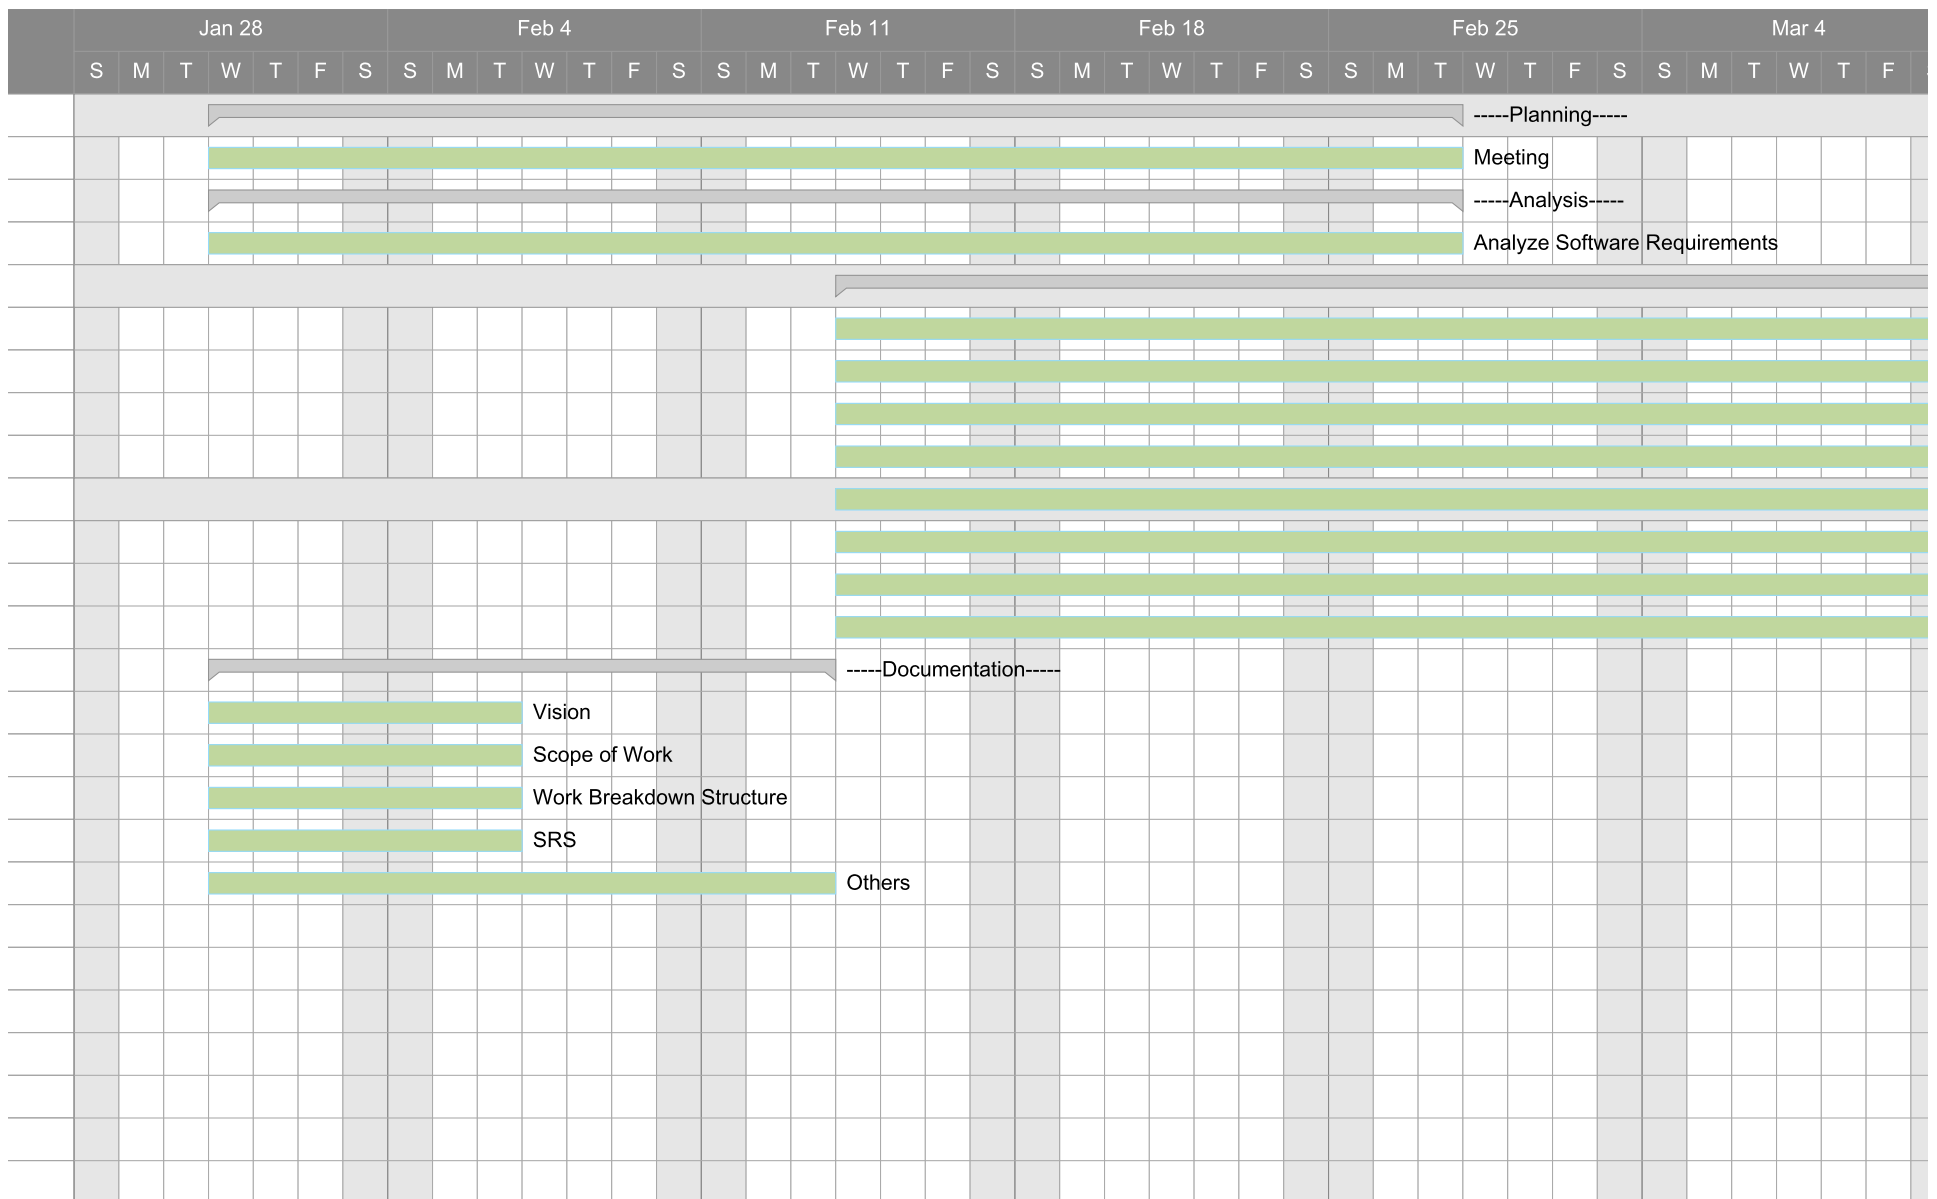 Jan 28 Feb 4 Feb 11 Feb 18 Feb 25 Mar 4
S M T W T F S S M T W T F S S M T W T F S S M T W T F S S M T W T F S S M T W T F
-----Planning-----
Meeting
-----Analysis-----
Analyze Software Requirements
-----Documentation-----
Vision
Scope of Work
Work Breakdown Structure
SRS
Others